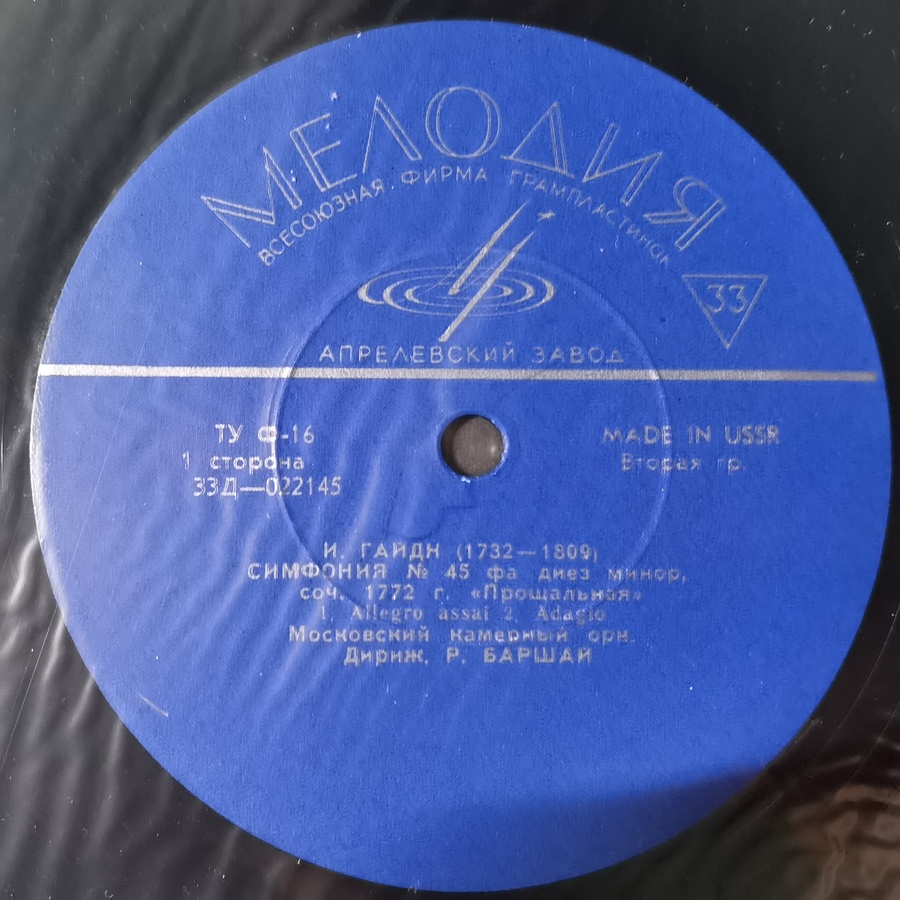 МЕЛОДИЯ
ВСЕСОЮЗНАЯ ФИРМА ГРАМПЛАСТИНОК
33
АПРЕЛЕВСКИЙ ЗАВОД
ТУ Ф-16
MADE IN USSR
1 сторона
Вторая гр.
33Д—022145
И. ГАЙДН (1732—1809)
СИМФОНИЯ № 45 фа диез минор,
соч. 1772 г. «Прощальная»
1. Allegro assai 2. Adagio
Московский камерный орк.
Дириж. Р. БАРШАЙ